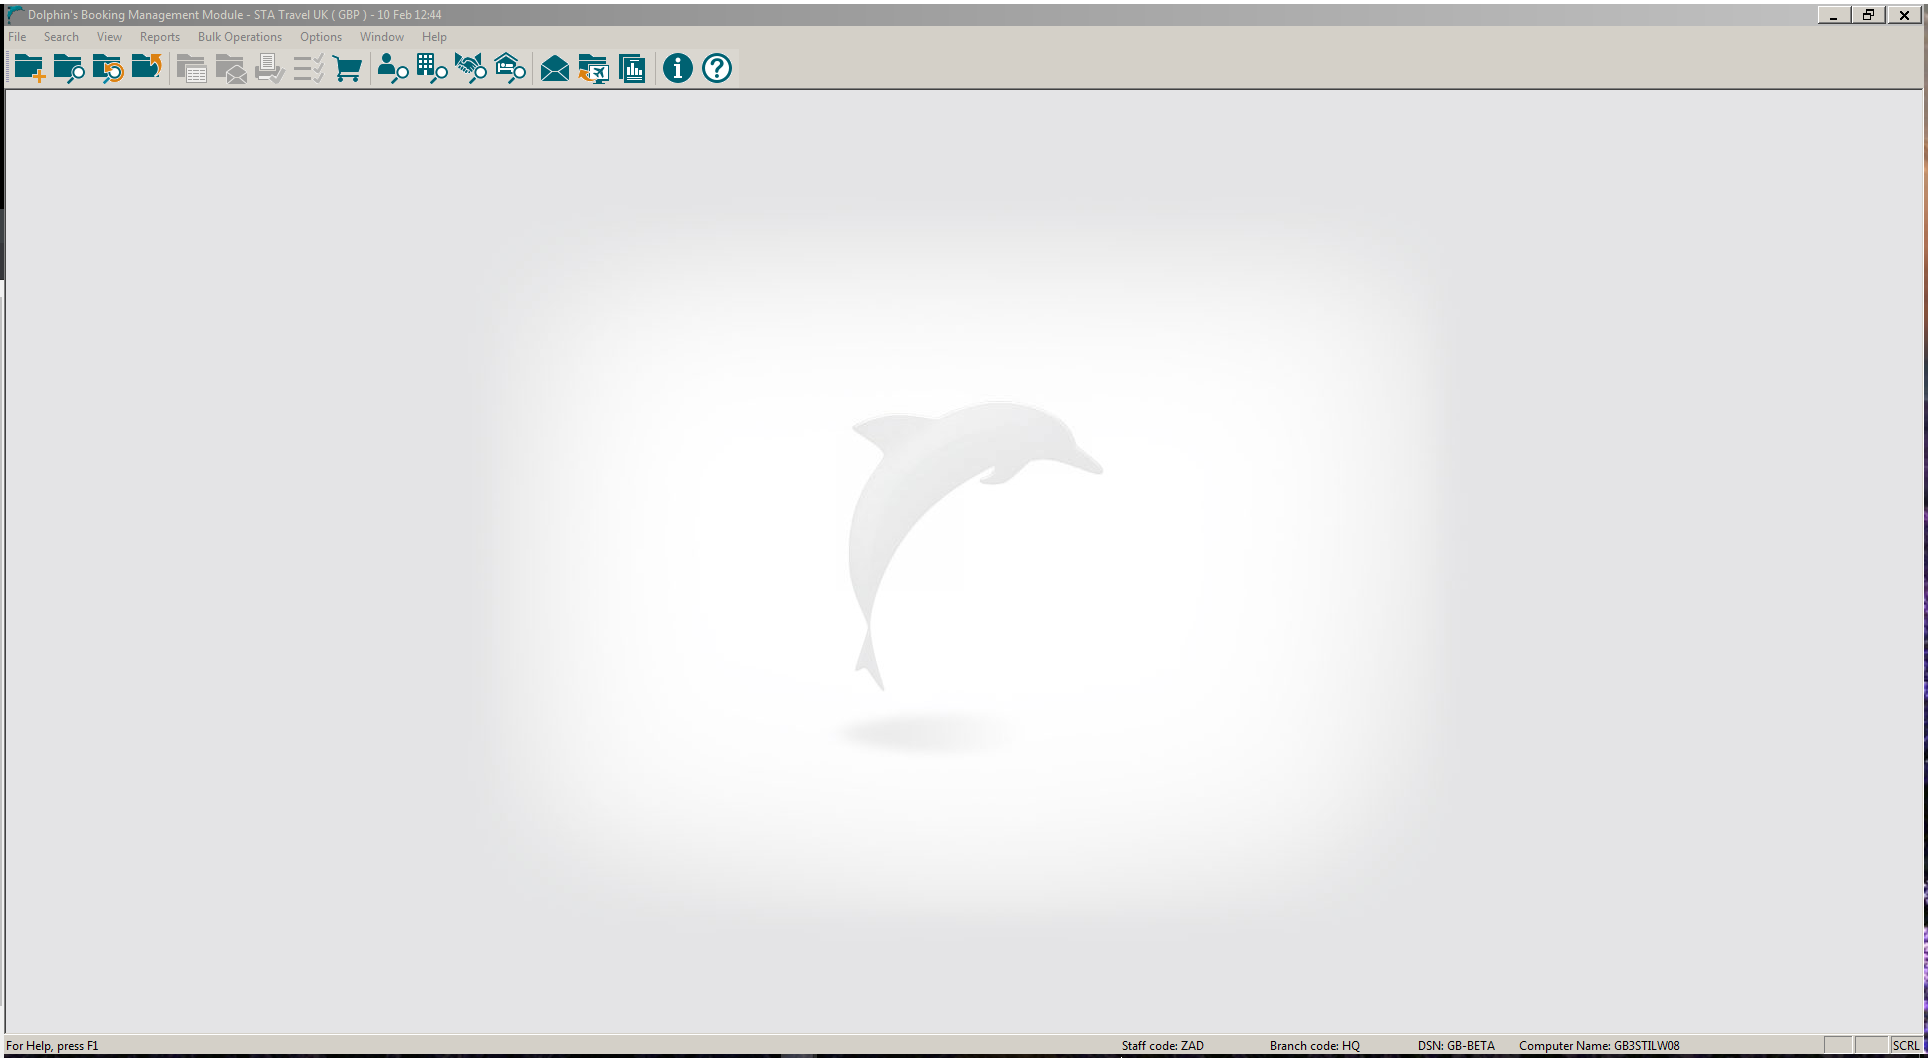 Dolphin's Booking Management Module - STA Travel UK ( GBP ) - 10 Feb 12:44
File Search View Reports Bulk Operations Options Window Help
For Help, press F1 Staff code: ZAD Branch code: HQ DSN: GB-BETA Computer Name: GB3STILW08 SCRL